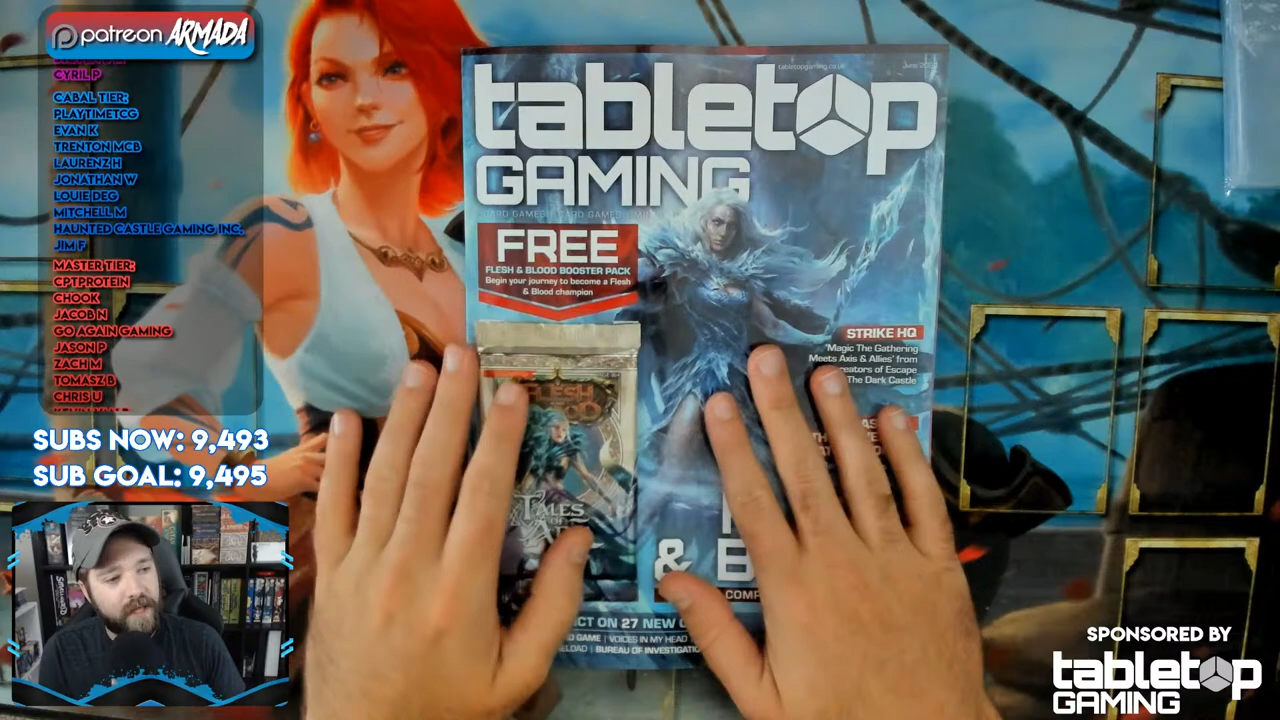 patreon ARMADA
CYRIL P
CABAL TIER:
PLAYTIMETCG
EVAN K
TRENTON MCB
LAURENZ H
JONATHAN W
LOUIE DEG
MITCHELL M
HAUNTED CASTLE GAMING INC.
JIM F
MASTER TIER:
CPTPROTEIN
CHOOK
JACOB N
GO AGAIN GAMING
JASON P
ZACH M
TOMASZ B
CHRIS U
SUBS NOW: 9,493
SUB GOAL: 9,495
tabletopgaming.co.uk
June
tabletop
GAMING
FREE
FLESH & BLOOD BOOSTER PACK
Begin your journey to become a Flesh
& Blood champion
STRIKE HQ
'Magic The Gathering
Meets Axis & Allies' from
of Escape
The Dark Castle
FLESH
TALES
OF
&
ON 27 NEW
GAME | VOICES IN MY HEAD
BUREAU OF
SPONSORED BY
tabletop
GAMING